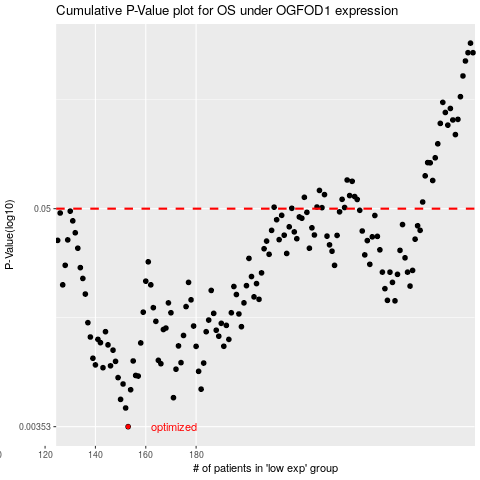 Cumulative P-Value plot for OS under OGFOD1 expression
P-Value(log10)
0.05
0.00353
optimized
0 120 140 160 180
# of patients in 'low exp' group